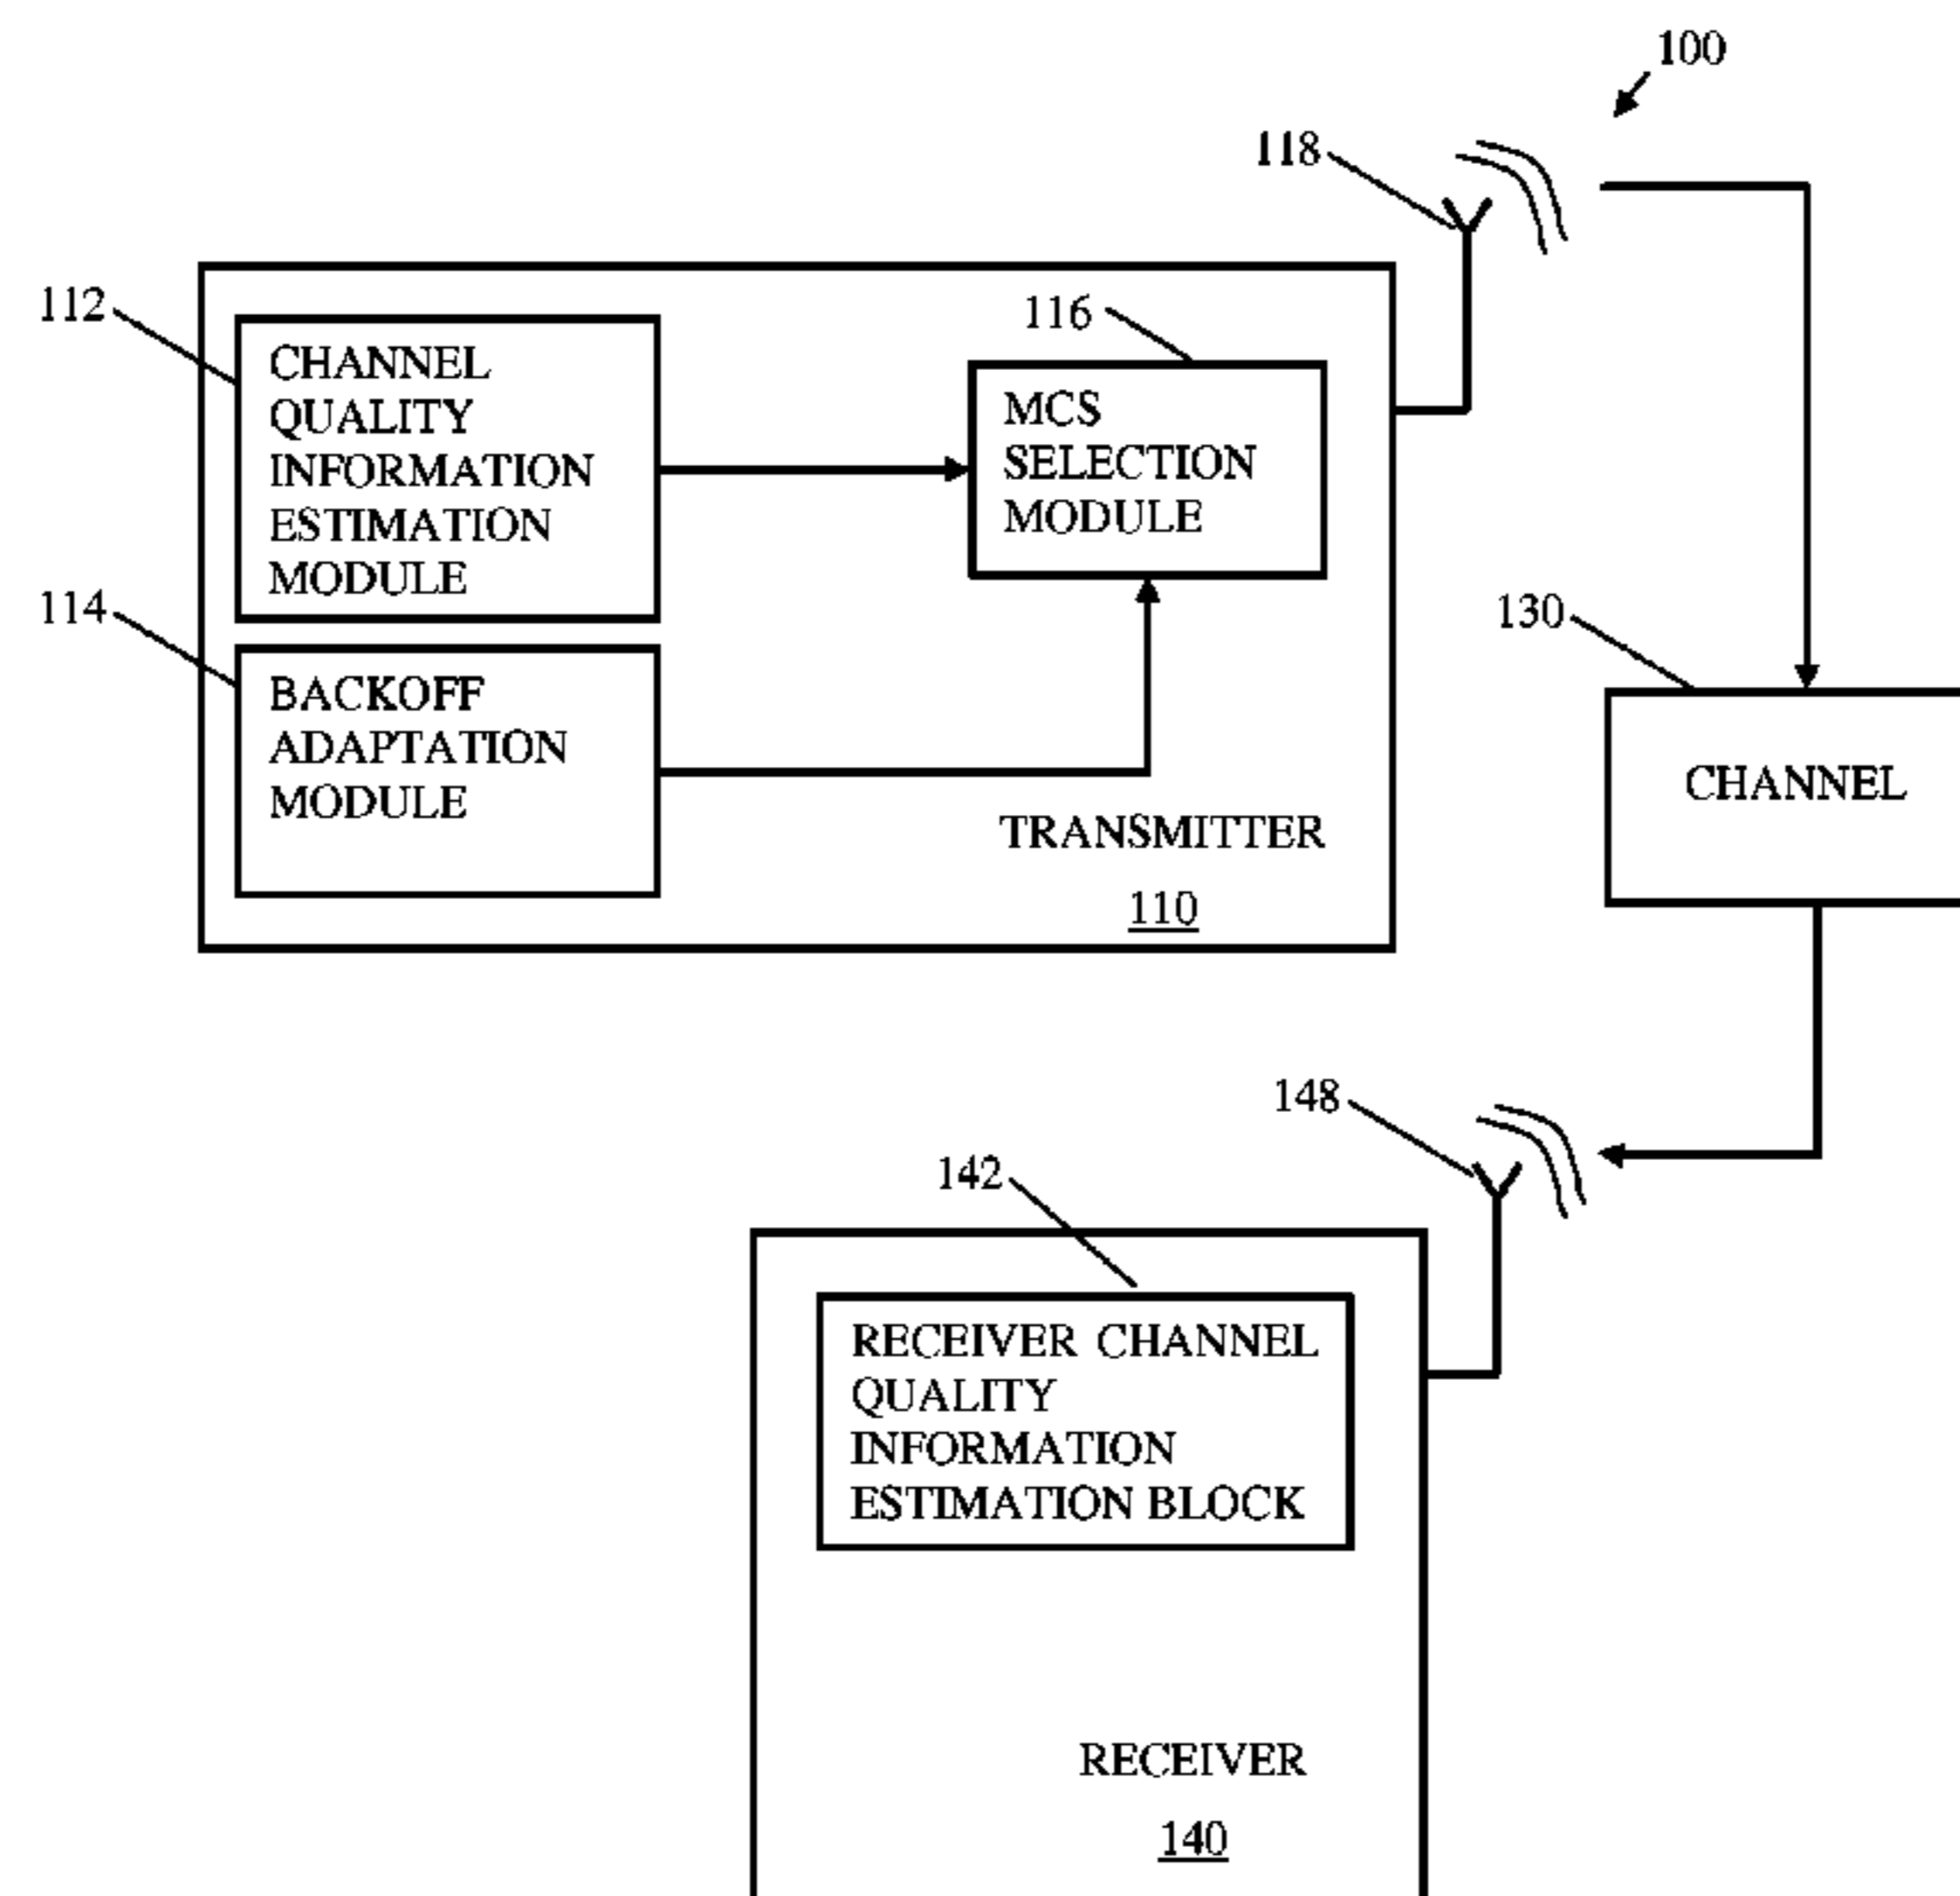 100
118
112
116
CHANNEL
QUALITY
INFORMATION
ESTIMATION
MODULE
MCS
SELECTION
MODULE
114
BACKOFF
ADAPTATION
MODULE
130
CHANNEL
TRANSMITTER
110
148
142
RECEIVER CHANNEL
QUALITY
INFORMATION
ESTIMATION BLOCK
RECEIVER
140